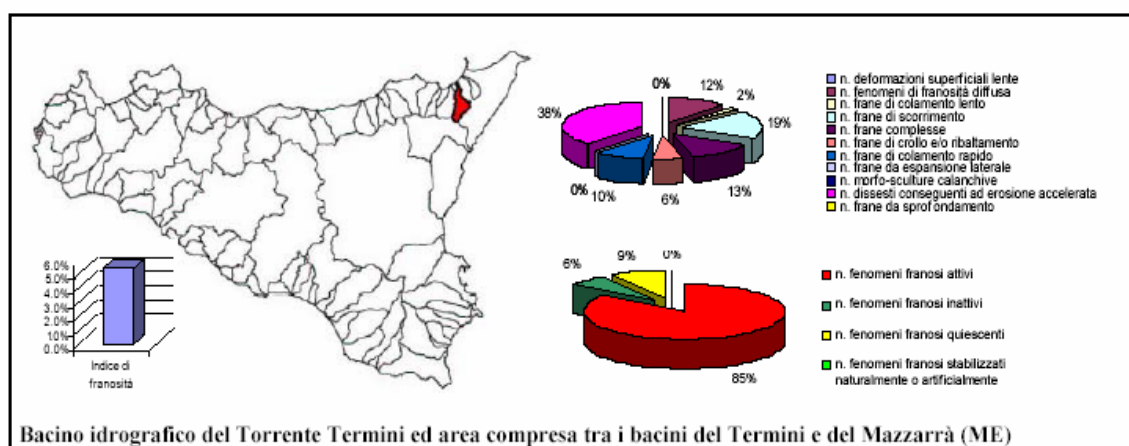 0%
12%
2%
19%
13%
6%
10%
0%
38%
n. deformazioni superficiali lente
n. fenomeni di franosità diffusa
n. frane di colamento lento
n. frane di scorrimento
n. frane complesse
n. frane di crollo e/o ribaltamento
n. frane di colamento rapido
n. frane da espansione laterale
n. morfo-sculture calanchive
n. dissesti conseguenti ad erosione accelerata
n. frane da sprofondamento
6.0%
5.0%
4.0%
3.0%
2.0%
1.0%
0.0%
Indice di
franosità
6%
9%
0%
85%
n. fenomeni franosi attivi
n. fenomeni franosi inattivi
n. fenomeni franosi quiescenti
n. fenomeni franosi stabilizzati
naturalmente o artificialmente
Bacino idrografico del Torrente Termini ed area compresa tra i bacini del Termini e del Mazzarrà (ME)